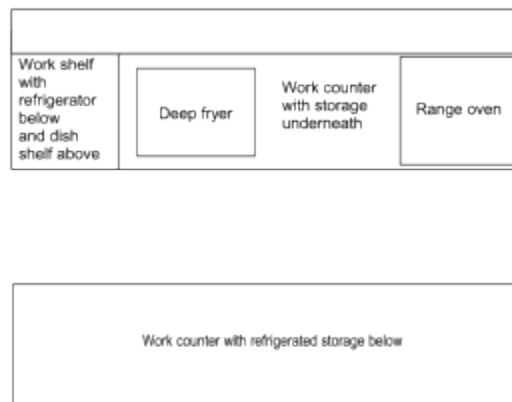 Work shelf
with
refrigerator
below
and dish
shelf above
Deep fryer
Work counter
with storage
underneath
Range oven
Work counter with refrigerated storage below